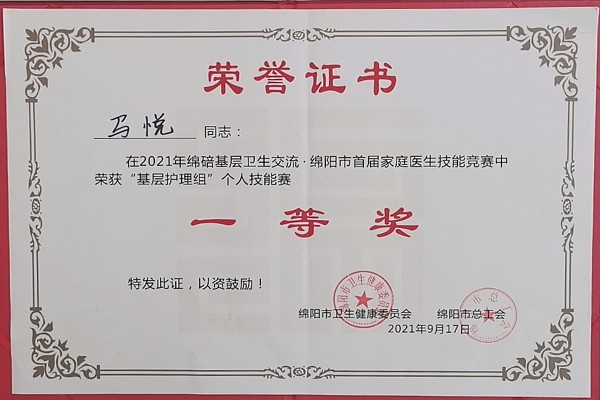 荣誉证书
马悦 同志：
在2021年绵碚基层卫生交流·绵阳市首届家庭医生技能竞赛中
荣获“基层护理组”个人技能赛
一等奖
特发此证，以资鼓励！
绵阳市卫生健康委员会 绵阳市总工会
2021年9月17日